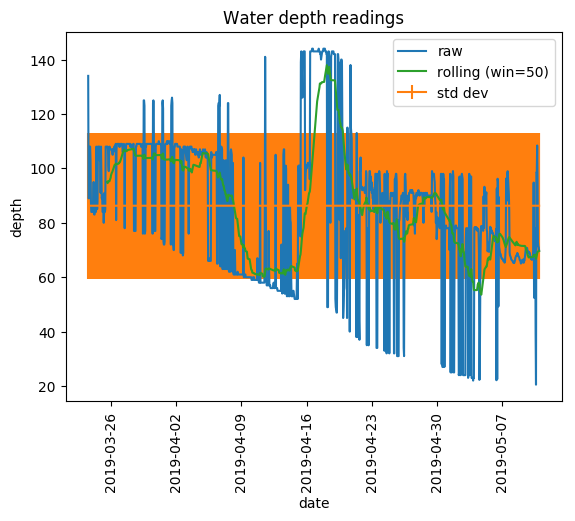 Water depth readings
raw
rolling (win=50)
std dev
depth
140
120
100
80
60
40
20
2019-03-26
2019-04-02
2019-04-09
2019-04-16
2019-04-23
2019-04-30
2019-05-07
date